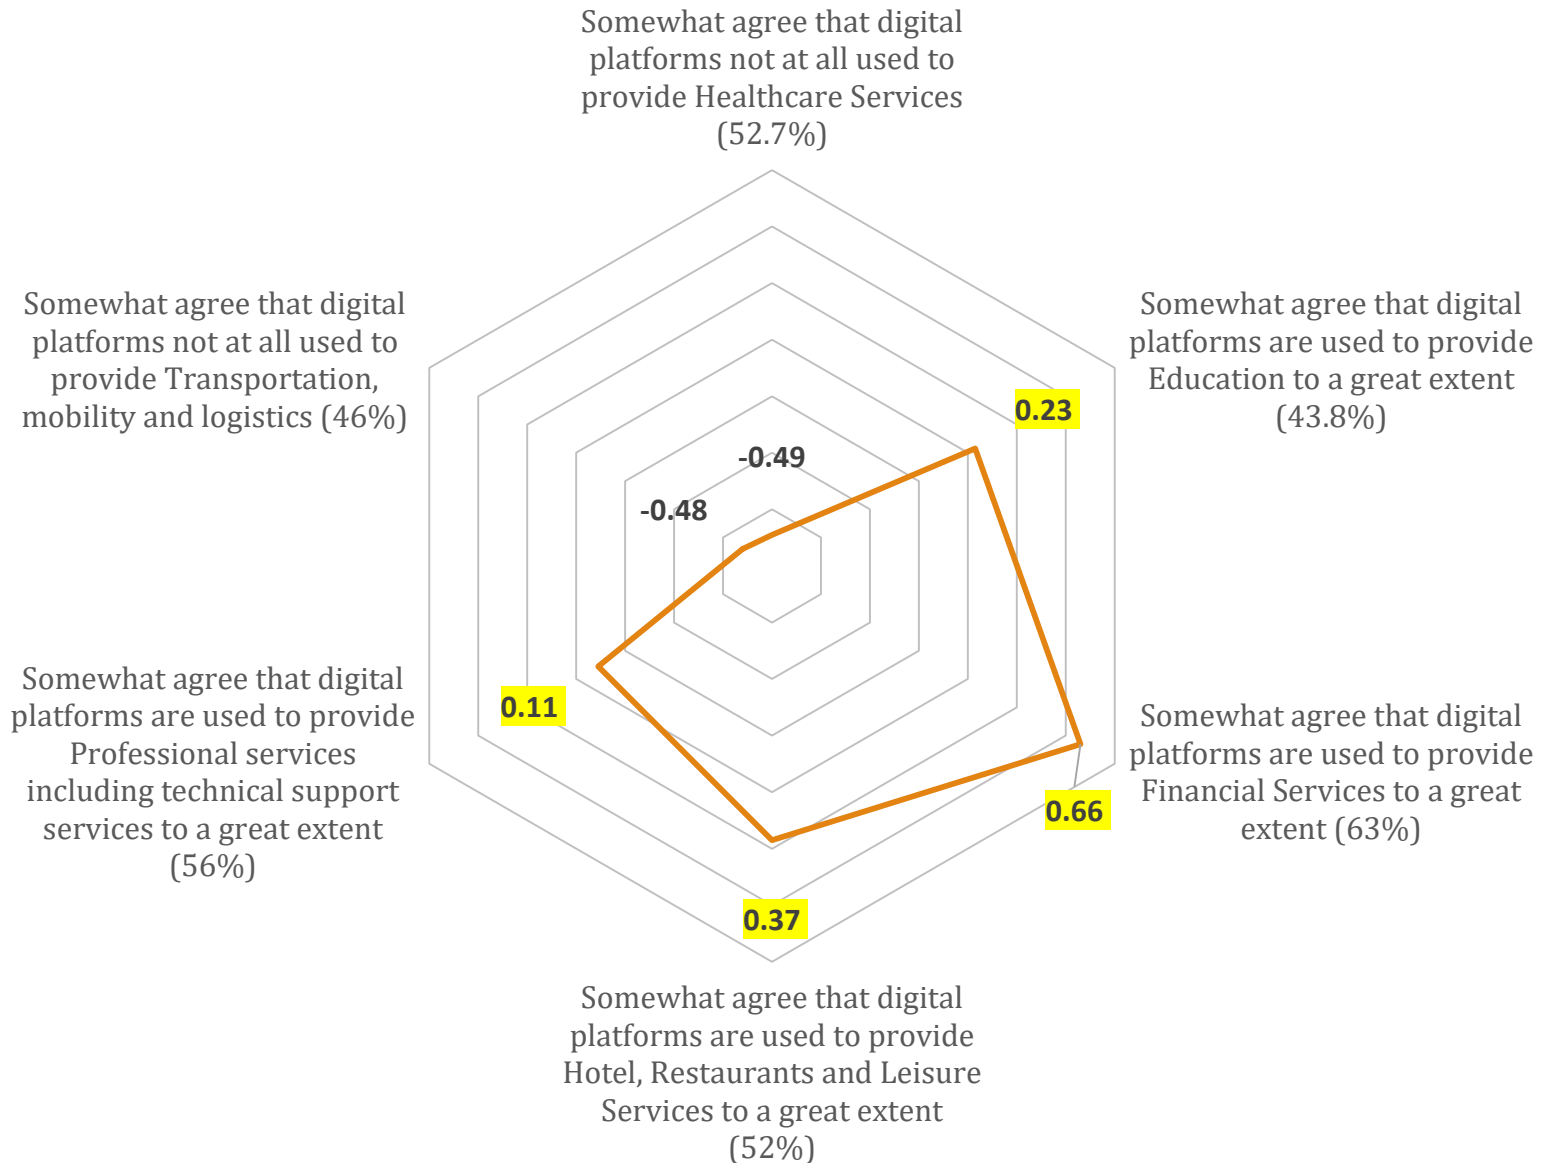 Somewhat agree that digital
platforms not at all used to
provide Healthcare Services
(52.7%)
Somewhat agree that digital
platforms are used to provide
Education to a great extent
(43.8%)
Somewhat agree that digital
platforms are used to provide
Financial Services to a great
extent (63%)
Somewhat agree that digital
platforms are used to provide
Hotel, Restaurants and Leisure
Services to a great extent
(52%)
Somewhat agree that digital
platforms are used to provide
Professional services
including technical support
services to a great extent
(56%)
Somewhat agree that digital
platforms not at all used to
provide Transportation,
mobility and logistics (46%)
-0.49
0.23
0.66
0.37
0.11
-0.48